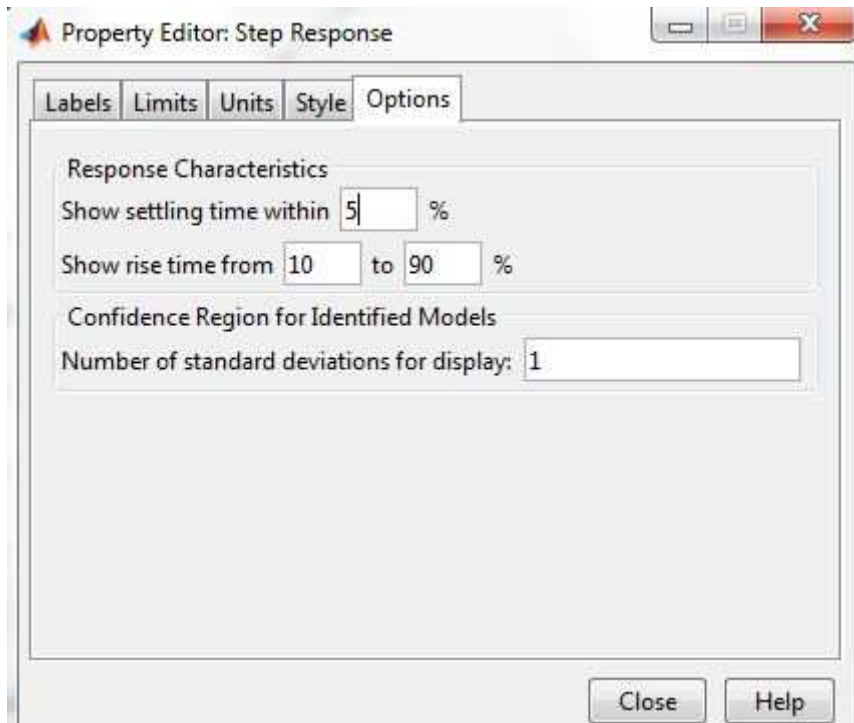 Property Editor: Step Response
Labels Limits Units Style Options
Response Characteristics
Show settling time within 5 %
Show rise time from 10 to 90 %
Confidence Region for Identified Models
Number of standard deviations for display: 1
Close Help